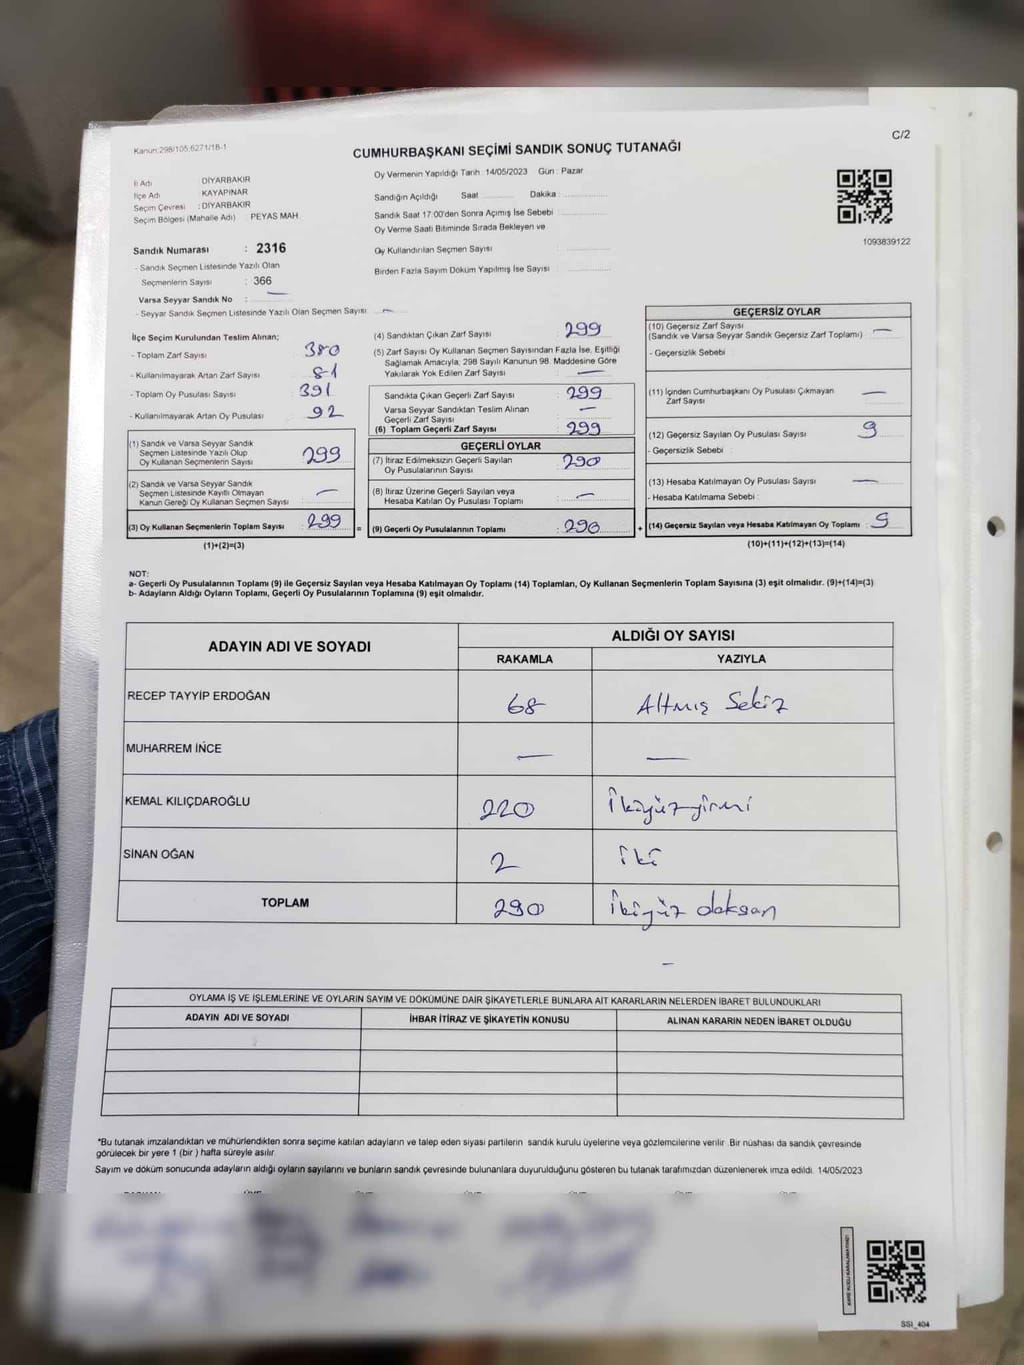 C/2
Kanun:298/105;6271/18-1
CUMHURBAŞKANI SEÇİMİ SANDIK SONUÇ TUTANAĞI
İl Adı : DİYARBAKIR
İlçe Adı : KAYAPINAR
Seçim Çevresi : DİYARBAKIR
Seçim Bölgesi (Mahalle Adı) : PEYAS MAH.
Sandık Numarası : 2316
- Sandık Seçmen Listesinde Yazılı Olan
Seçmenlerin Sayısı : 366
Varsa Seyyar Sandık No : —
- Seyyar Sandık Seçmen Listesinde Yazılı Olan Seçmen Sayısı : —
Oy Vermenin Yapıldığı Tarih : 14/05/2023 Gün : Pazar
Sandığın Açıldığı Saat .......... Dakika : ..........
Sandık Saat 17:00'den Sonra Açımış İse Sebebi : ..........
Oy Verme Saati Bitiminde Sırada Bekleyen ve
Oy Kullandırılan Seçmen Sayısı : ..........
Birden Fazla Sayım Döküm Yapılmış İse Sayısı : ..........
1093839122
İlçe Seçim Kurulundan Teslim Alınan;
- Toplam Zarf Sayısı : 380
- Kullanılmayarak Artan Zarf Sayısı : 81
- Toplam Oy Pusulası Sayısı : 391
- Kullanılmayarak Artan Oy Pusulası : 92
(1) Sandık ve Varsa Seyyar Sandık
Seçmen Listesinde Yazılı Olup
Oy Kullanan Seçmenlerin Sayısı : 299
(2) Sandık ve Varsa Seyyar Sandık
Seçmen Listesinde Kayıtlı Olmayan
Kanun Gereği Oy Kullanan Seçmen Sayısı : —
(3) Oy Kullanan Seçmenlerin Toplam Sayısı : 299 =
(1)+(2)=(3)
(4) Sandıktan Çıkan Zarf Sayısı : 299
(5) Zarf Sayısı Oy Kullanan Seçmen Sayısından Fazla İse, Eşitliği
Sağlamak Amacıyla; 298 Sayılı Kanunun 98. Maddesine Göre
Yakılarak Yok Edilen Zarf Sayısı : —
Sandıkta Çıkan Geçerli Zarf Sayısı : 299
Varsa Seyyar Sandıktan Teslim Alınan
Geçerli Zarf Sayısı : —
(6) Toplam Geçerli Zarf Sayısı : 299
GEÇERLİ OYLAR
(7) İtiraz Edilmeksizin Geçerli Sayılan
Oy Pusulalarının Sayısı : 290
(8) İtiraz Üzerine Geçerli Sayılan veya
Hesaba Katılan Oy Pusulası Toplamı : —
(9) Geçerli Oy Pusulalarının Toplamı : 290 +
GEÇERSİZ OYLAR
(10) Geçersiz Zarf Sayısı : —
(Sandık ve Varsa Seyyar Sandık Geçersiz Zarf Toplamı)
- Geçersizlik Sebebi :
(11) İçinden Cumhurbaşkanı Oy Pusulası Çıkmayan : —
Zarf Sayısı
(12) Geçersiz Sayılan Oy Pusulası Sayısı : 9
- Geçersizlik Sebebi :
(13) Hesaba Katılmayan Oy Pusulası Sayısı : —
- Hesaba Katılmama Sebebi :
(14) Geçersiz Sayılan veya Hesaba Katılmayan Oy Toplamı : 9
(10)+(11)+(12)+(13)=(14)
NOT:
a- Geçerli Oy Pusulalarının Toplamı (9) ile Geçersiz Sayılan veya Hesaba Katılmayan Oy Toplamı (14) Toplamları, Oy Kullanan Seçmenlerin Toplam Sayısına (3) eşit olmalıdır. (9)+(14)=(3)
b- Adayların Aldığı Oyların Toplamı, Geçerli Oy Pusulalarının Toplamına (9) eşit olmalıdır.
ADAYIN ADI VE SOYADI
ALDIĞI OY SAYISI
RAKAMLA YAZIYLA
RECEP TAYYİP ERDOĞAN 68 Altmış Sekiz
MUHARREM İNCE — —
KEMAL KILIÇDAROĞLU 220 İkiyüzyirmi
SİNAN OĞAN 2 İki
TOPLAM 290 İkiyüz doksan
OYLAMA İŞ VE İŞLEMLERİNE VE OYLARIN SAYIM VE DÖKÜMÜNE DAİR ŞİKAYETLERLE BUNLARA AİT KARARLARIN NELERDEN İBARET BULUNDUKLARI
ADAYIN ADI VE SOYADI İHBAR İTİRAZ VE ŞİKAYETİN KONUSU ALINAN KARARIN NEDEN İBARET OLDUĞU
*Bu tutanak imzalandıktan ve mühürlendikten sonra seçime katılan adayların ve talep eden siyasi partilerin sandık kurulu üyelerine veya gözlemcilerine verilir. Bir nüshası da sandık çevresinde
görülecek bir yere 1 (bir) hafta süreyle asılır.
Sayım ve döküm sonucunda adayların aldığı oyların sayılarını ve bunların sandık çevresinde bulunanlara duyurulduğunu gösteren bu tutanak tarafımızdan düzenlenerek imza edildi. 14/05/2023
SSI_404